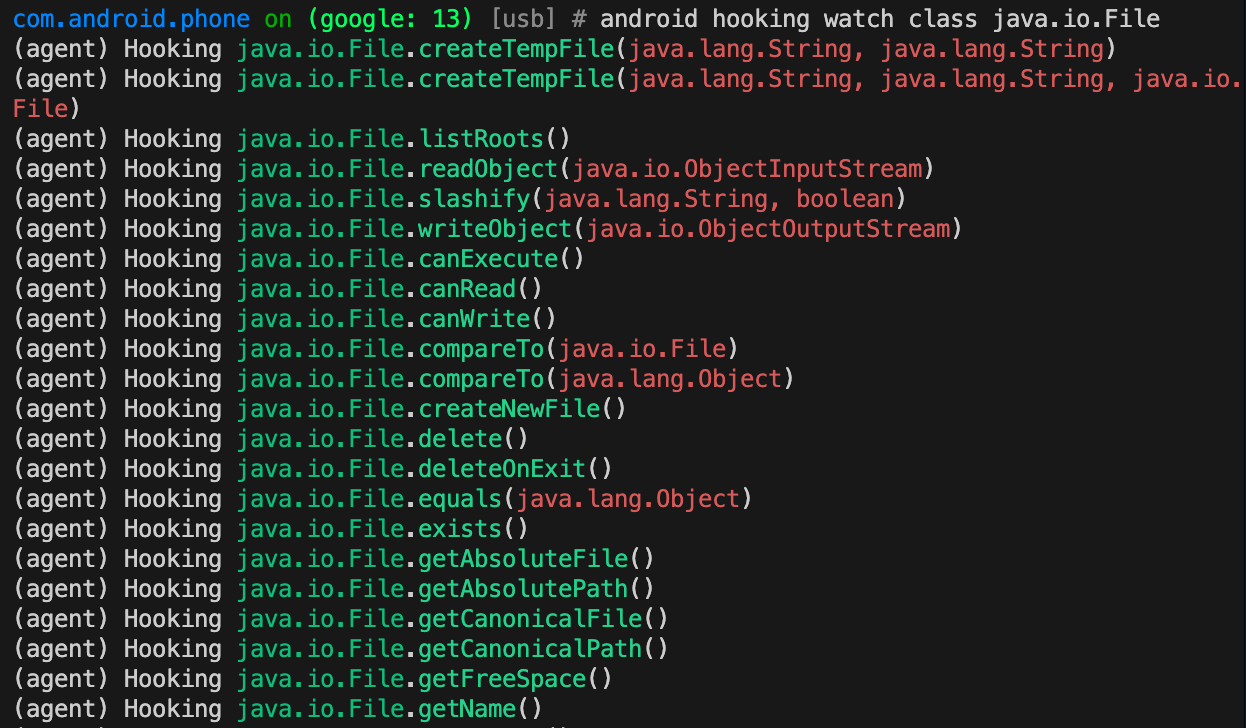 com.android.phone on (google: 13) [usb] # android hooking watch class java.io.File
(agent) Hooking java.io.File.createTempFile(java.lang.String, java.lang.String)
(agent) Hooking java.io.File.createTempFile(java.lang.String, java.lang.String, java.io.
File)
(agent) Hooking java.io.File.listRoots()
(agent) Hooking java.io.File.readObject(java.io.ObjectInputStream)
(agent) Hooking java.io.File.slashify(java.lang.String, boolean)
(agent) Hooking java.io.File.writeObject(java.io.ObjectOutputStream)
(agent) Hooking java.io.File.canExecute()
(agent) Hooking java.io.File.canRead()
(agent) Hooking java.io.File.canWrite()
(agent) Hooking java.io.File.compareTo(java.io.File)
(agent) Hooking java.io.File.compareTo(java.lang.Object)
(agent) Hooking java.io.File.createNewFile()
(agent) Hooking java.io.File.delete()
(agent) Hooking java.io.File.deleteOnExit()
(agent) Hooking java.io.File.equals(java.lang.Object)
(agent) Hooking java.io.File.exists()
(agent) Hooking java.io.File.getAbsoluteFile()
(agent) Hooking java.io.File.getAbsolutePath()
(agent) Hooking java.io.File.getCanonicalFile()
(agent) Hooking java.io.File.getCanonicalPath()
(agent) Hooking java.io.File.getFreeSpace()
(agent) Hooking java.io.File.getName()